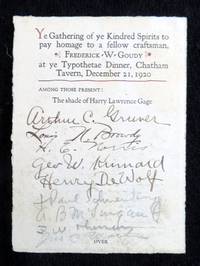 Ye Gathering of ye Kindred Spirits to
pay homage to a fellow craftsman,
FREDERICK · W · GOUDY
at ye Typothetae Dinner, Chatham
Tavern, December 21, 1920
AMONG THOSE PRESENT:
The shade of Harry Lawrence Gage
Arthur C. Gruver
Louis
H. E.
Geo W. Kinnard
Henry DeWolf
Paul
A B M
E. W.
OVER